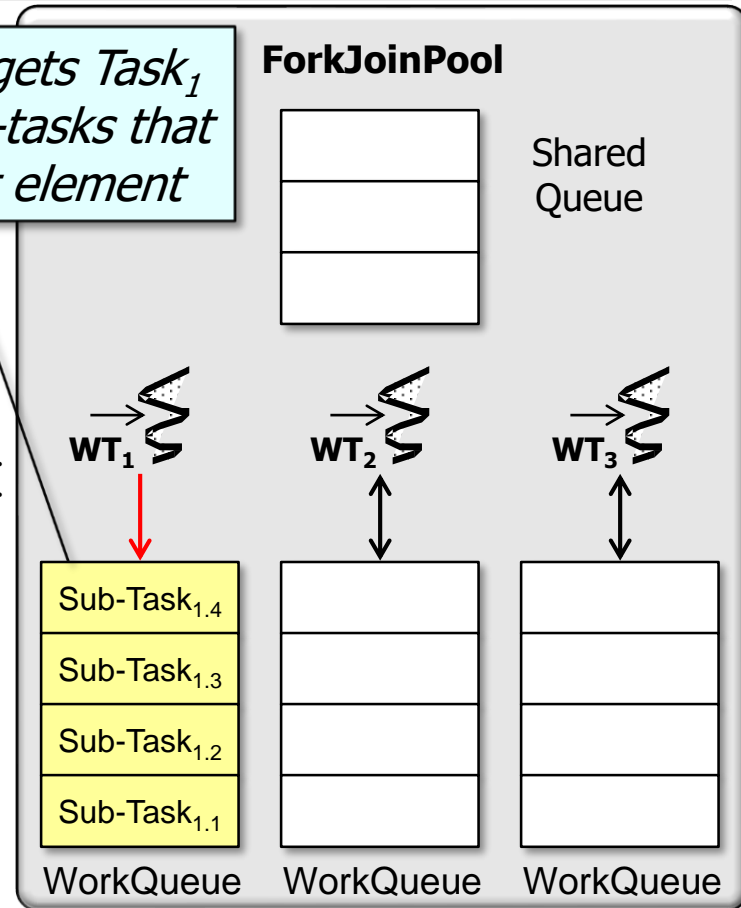 gets Task₁
-tasks that
element
ForkJoinPool
Shared
Queue
WT₁
WT₂
WT₃
Sub-Task₁.₄
Sub-Task₁.₃
Sub-Task₁.₂
Sub-Task₁.₁
WorkQueue
WorkQueue
WorkQueue